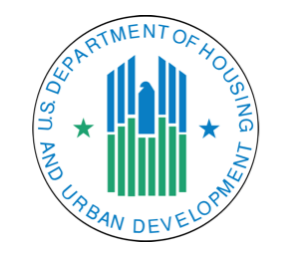 U.S. DEPARTMENT OF HOUSING
AND URBAN DEVELOPMENT